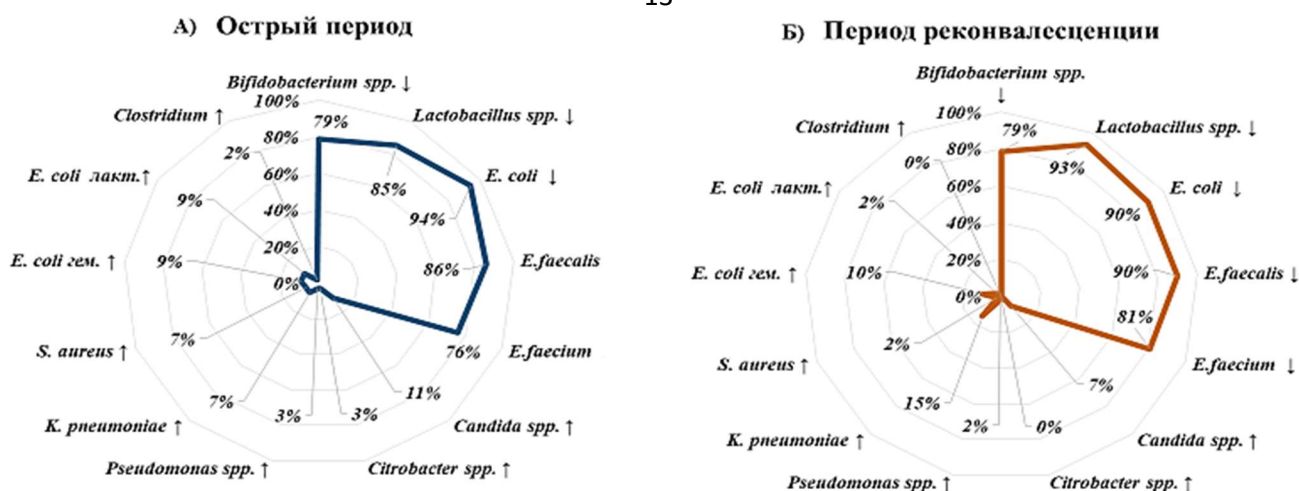 13
А) Острый период
Bifidobacterium spp. ↓
100%
Clostridium ↑
79%
Lactobacillus spp. ↓
80%
2%
E. coli лакт.↑
60%
85%
E. coli ↓
9%
40%
94%
E. coli гем. ↑
9%
20%
86%
E.faecalis
0%
S. aureus ↑
7%
76%
E.faecium
7%
3%
3%
11%
K. pneumoniae ↑
Candida spp. ↑
Pseudomonas spp. ↑
Citrobacter spp. ↑
Б) Период реконвалесценции
Bifidobacterium spp.
↓
100%
Clostridium ↑
79%
Lactobacillus spp. ↓
80%
0%
93%
E. coli лакт.↑
60%
E. coli ↓
2%
40%
90%
E. coli гем. ↑
10%
20%
90%
E.faecalis ↓
0%
81%
S. aureus ↑
2%
E.faecium ↓
15%
2%
0%
7%
K. pneumoniae ↑
Candida spp. ↑
Pseudomonas spp. ↑
Citrobacter spp. ↑